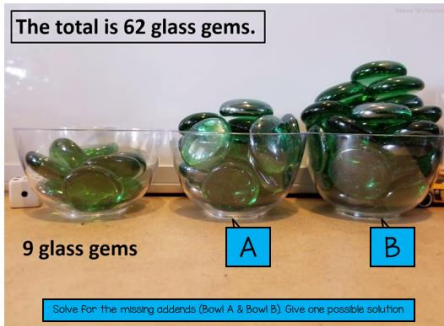 The total is 62 glass gems.
9 glass gems
A
B
Solve for the missing addends (Bowl A & Bowl B). Give one possible solution